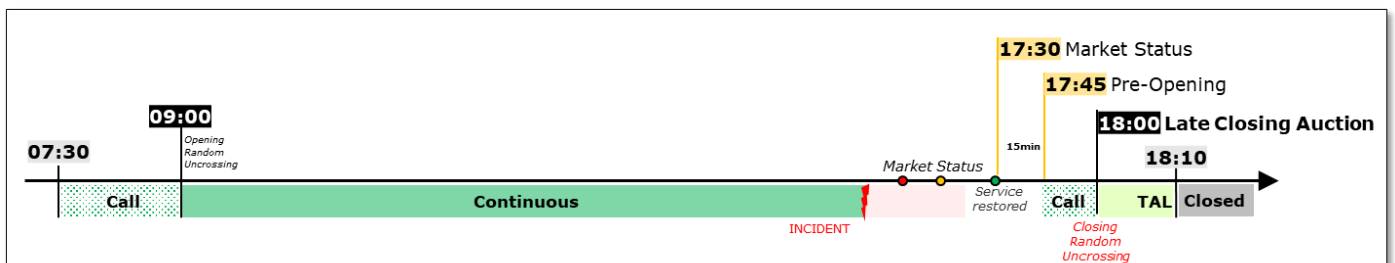 17:30 Market Status
17:45 Pre-Opening
09:00
18:00 Late Closing Auction
Opening
Random
Uncrossing
15min
07:30
18:10
Market Status
Call
Continuous
Service
restored
Call
TAL
Closed
INCIDENT
Closing
Random
Uncrossing